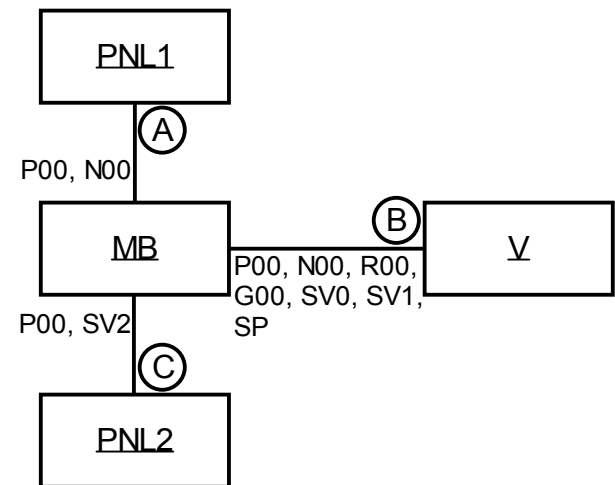 PNL1
A
P00, N00
B
MB
V
P00, N00, R00,
G00, SV0, SV1,
SP
P00, SV2
C
PNL2